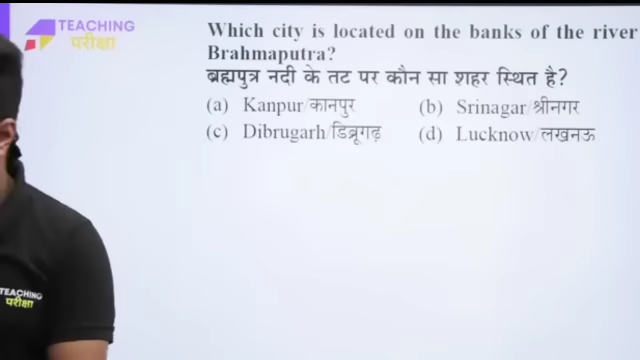 TEACHING
परीक्षा
Which city is located on the banks of the river
Brahmaputra?
ब्रह्मपुत्र नदी के तट पर कौन सा शहर स्थित है?
(a) Kanpur/कानपुर (b) Srinagar/श्रीनगर
(c) Dibrugarh/डिब्रूगढ़ (d) Lucknow/लखनऊ
TEACHING
परीक्षा